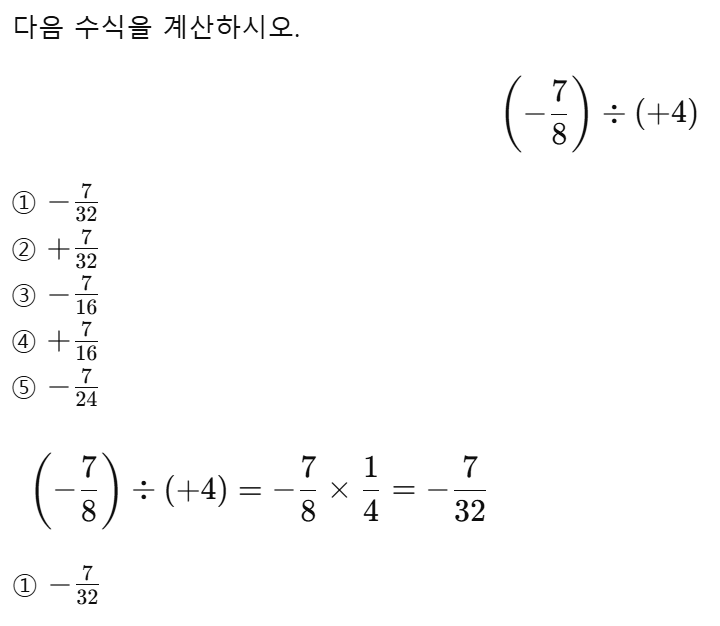 다음 수식을 계산하시오.
(−7/8) ÷ (+4)
① −7/32
② +7/32
③ −7/16
④ +7/16
⑤ −7/24
(−7/8) ÷ (+4) = −7/8 × 1/4 = −7/32
① −7/32